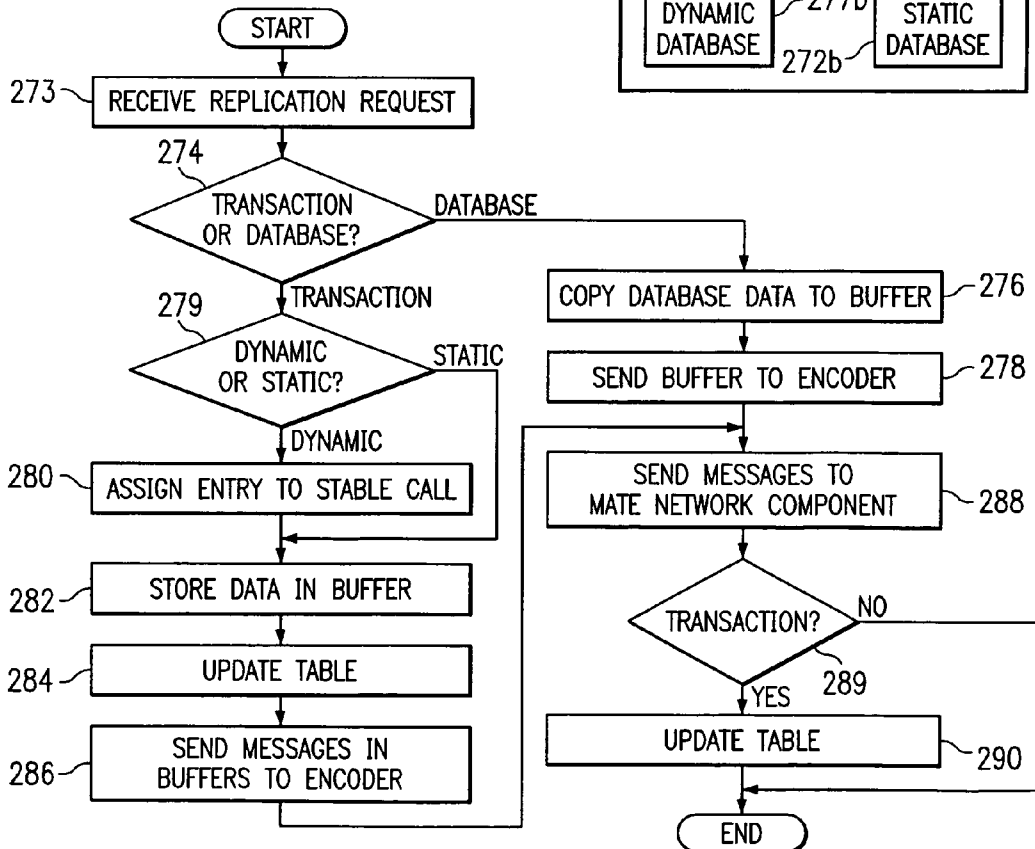 START
273
RECEIVE REPLICATION REQUEST
274
TRANSACTION
OR DATABASE?
DATABASE
TRANSACTION
279
DYNAMIC
OR STATIC?
STATIC
DYNAMIC
280
ASSIGN ENTRY TO STABLE CALL
282
STORE DATA IN BUFFER
284
UPDATE TABLE
286
SEND MESSAGES IN
BUFFERS TO ENCODER
DYNAMIC
DATABASE
277b
STATIC
DATABASE
272b
COPY DATABASE DATA TO BUFFER
276
SEND BUFFER TO ENCODER
278
SEND MESSAGES TO
MATE NETWORK COMPONENT
288
TRANSACTION?
NO
289
YES
UPDATE TABLE
290
END